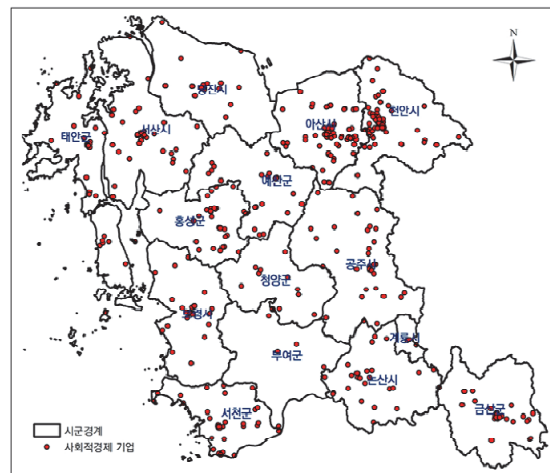 N
당진시
천안시
아산시
서산시
태안군
예산군
홍성군
공주시
청양군
보령시
계룡시
부여군
논산시
서천군
금산군
시군경계
사회적경제 기업